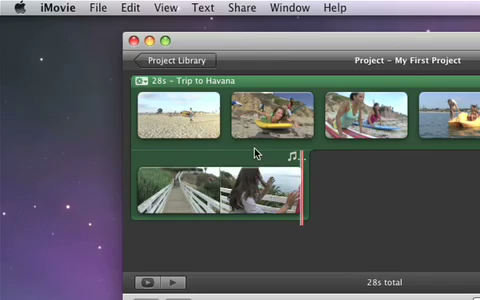 iMovie File Edit View Text Share Window Help
Project Library Project - My First Project
28s - Trip to Havana
28s total